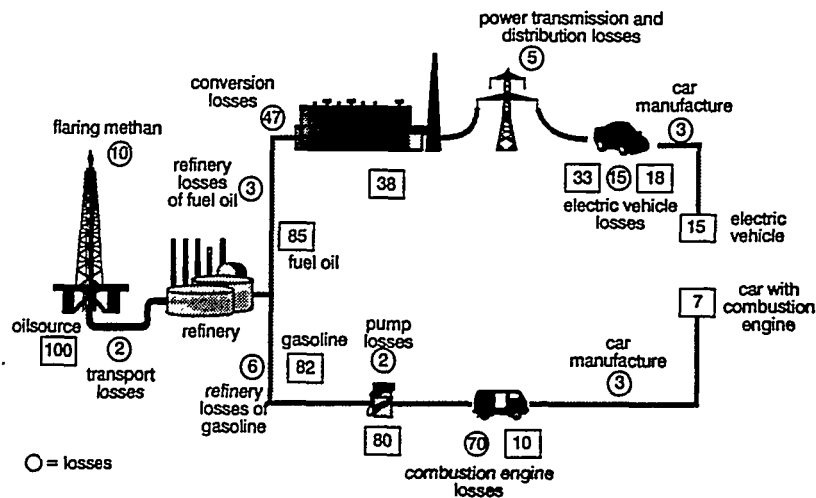 power transmission and
distribution losses
5
conversion
losses
47
car
manufacture
3
flaring methan
10
refinery
losses
of fuel oil
3
38
33 15 18
electric vehicle
losses
85
fuel oil
15
electric
vehicle
7
car with
combustion
engine
oilsource
100
refinery
2
transport
losses
gasoline
82
pump
losses
2
car
manufacture
3
6
refinery
losses of
gasoline
80
70 10
combustion engine
losses
O = losses